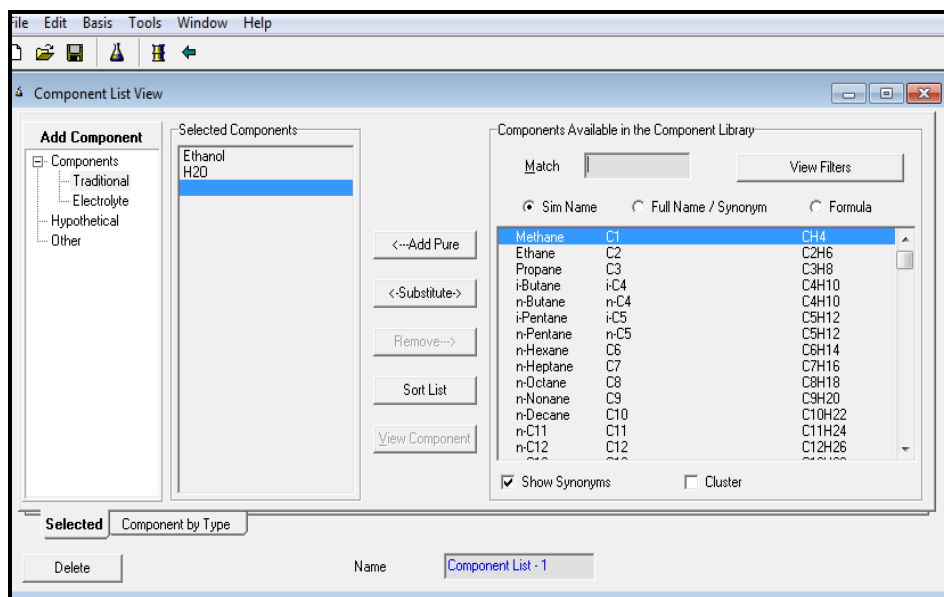 File Edit Basis Tools Window Help
Component List View
Add Component
Components
Traditional
Electrolyte
Hypothetical
Other
Selected Components
Ethanol
H2O
<---Add Pure
<-Substitute->
Remove--->
Sort List
View Component
Components Available in the Component Library
Match
View Filters
Sim Name Full Name / Synonym Formula
Methane C1 CH4
Ethane C2 C2H6
Propane C3 C3H8
i-Butane i-C4 C4H10
n-Butane n-C4 C4H10
i-Pentane i-C5 C5H12
n-Pentane n-C5 C5H12
n-Hexane C6 C6H14
n-Heptane C7 C7H16
n-Octane C8 C8H18
n-Nonane C9 C9H20
n-Decane C10 C10H22
n-C11 C11 C11H24
n-C12 C12 C12H26
Show Synonyms Cluster
Selected Component by Type
Delete Name Component List - 1